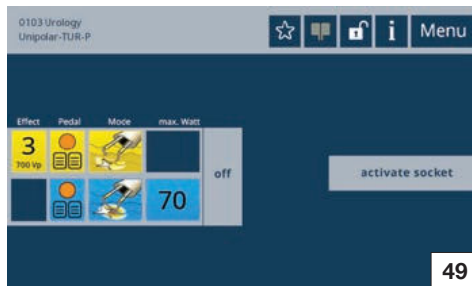 0103 Urology
Unipolar-TUR-P
i
Menu
Effect Pedal Mode max. Watt
3
700 Vp
off
70
activate socket
49